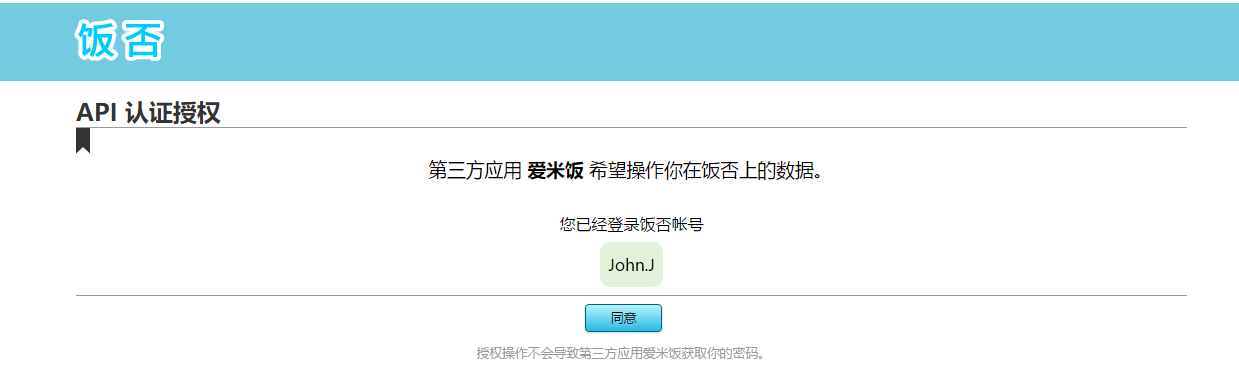 饭否
API 认证授权
第三方应用 爱米饭 希望操作你在饭否上的数据。
您已经登录饭否帐号
John.J
同意
授权操作不会导致第三方应用爱米饭获取你的密码。